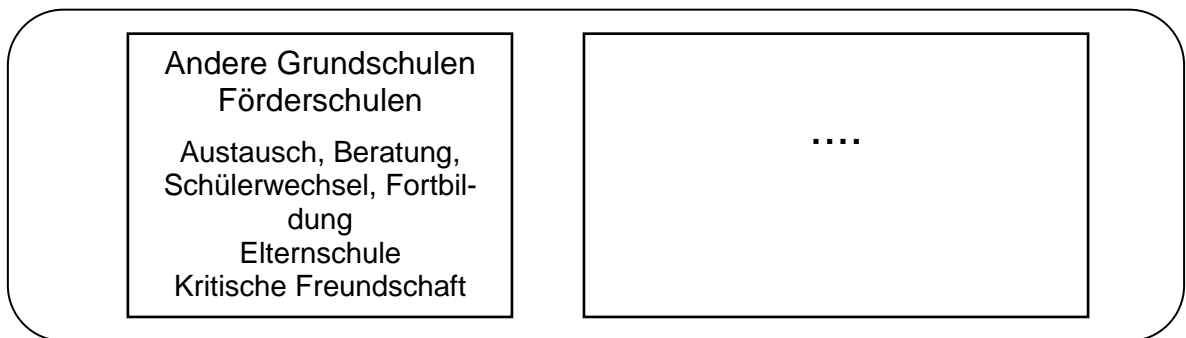 Andere Grundschulen
Förderschulen
Austausch, Beratung,
Schülerwechsel, Fortbil-
dung
Elternschule
Kritische Freundschaft
....